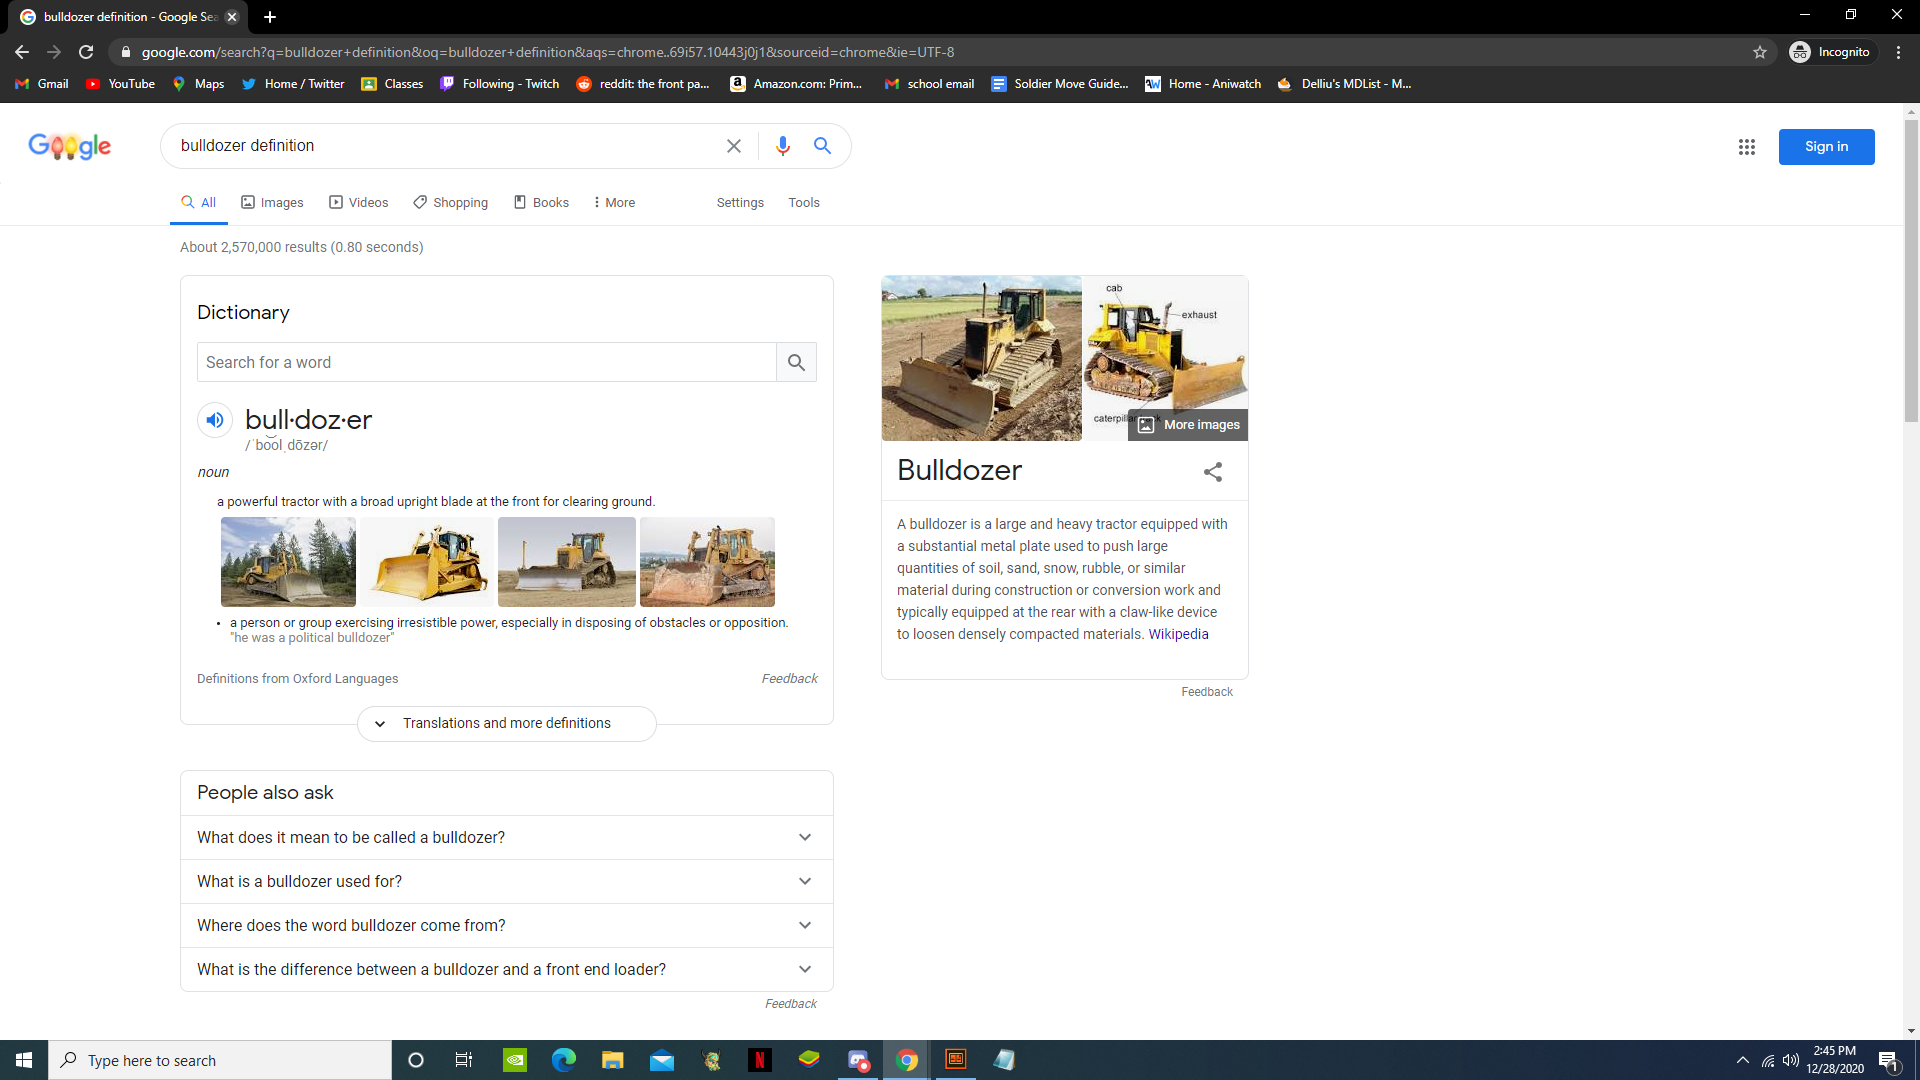 bulldozer definition - Google Sea
google.com/search?q=bulldozer+definition&oq=bulldozer+definition&aqs=chrome..69i57.10443j0j1&sourceid=chrome&ie=UTF-8
Incognito
Gmail
YouTube
Maps
Home / Twitter
Classes
Following - Twitch
reddit: the front pa...
Amazon.com: Prim...
school email
Soldier Move Guide...
Home - Aniwatch
Delliu's MDList - M...
Google
bulldozer definition
Sign in
All
Images
Videos
Shopping
Books
More
Settings
Tools
About 2,570,000 results (0.80 seconds)
Dictionary
Search for a word
bull·doz·er
/ˈbo͝olˌdōzər/
noun
a powerful tractor with a broad upright blade at the front for clearing ground.
• a person or group exercising irresistible power, especially in disposing of obstacles or opposition.
"he was a political bulldozer"
Definitions from Oxford Languages
Feedback
Translations and more definitions
People also ask
What does it mean to be called a bulldozer?
What is a bulldozer used for?
Where does the word bulldozer come from?
What is the difference between a bulldozer and a front end loader?
Feedback
cab
exhaust
More images
Bulldozer
A bulldozer is a large and heavy tractor equipped with
a substantial metal plate used to push large
quantities of soil, sand, snow, rubble, or similar
material during construction or conversion work and
typically equipped at the rear with a claw-like device
to loosen densely compacted materials. Wikipedia
Feedback
Type here to search
2:45 PM
12/28/2020
1